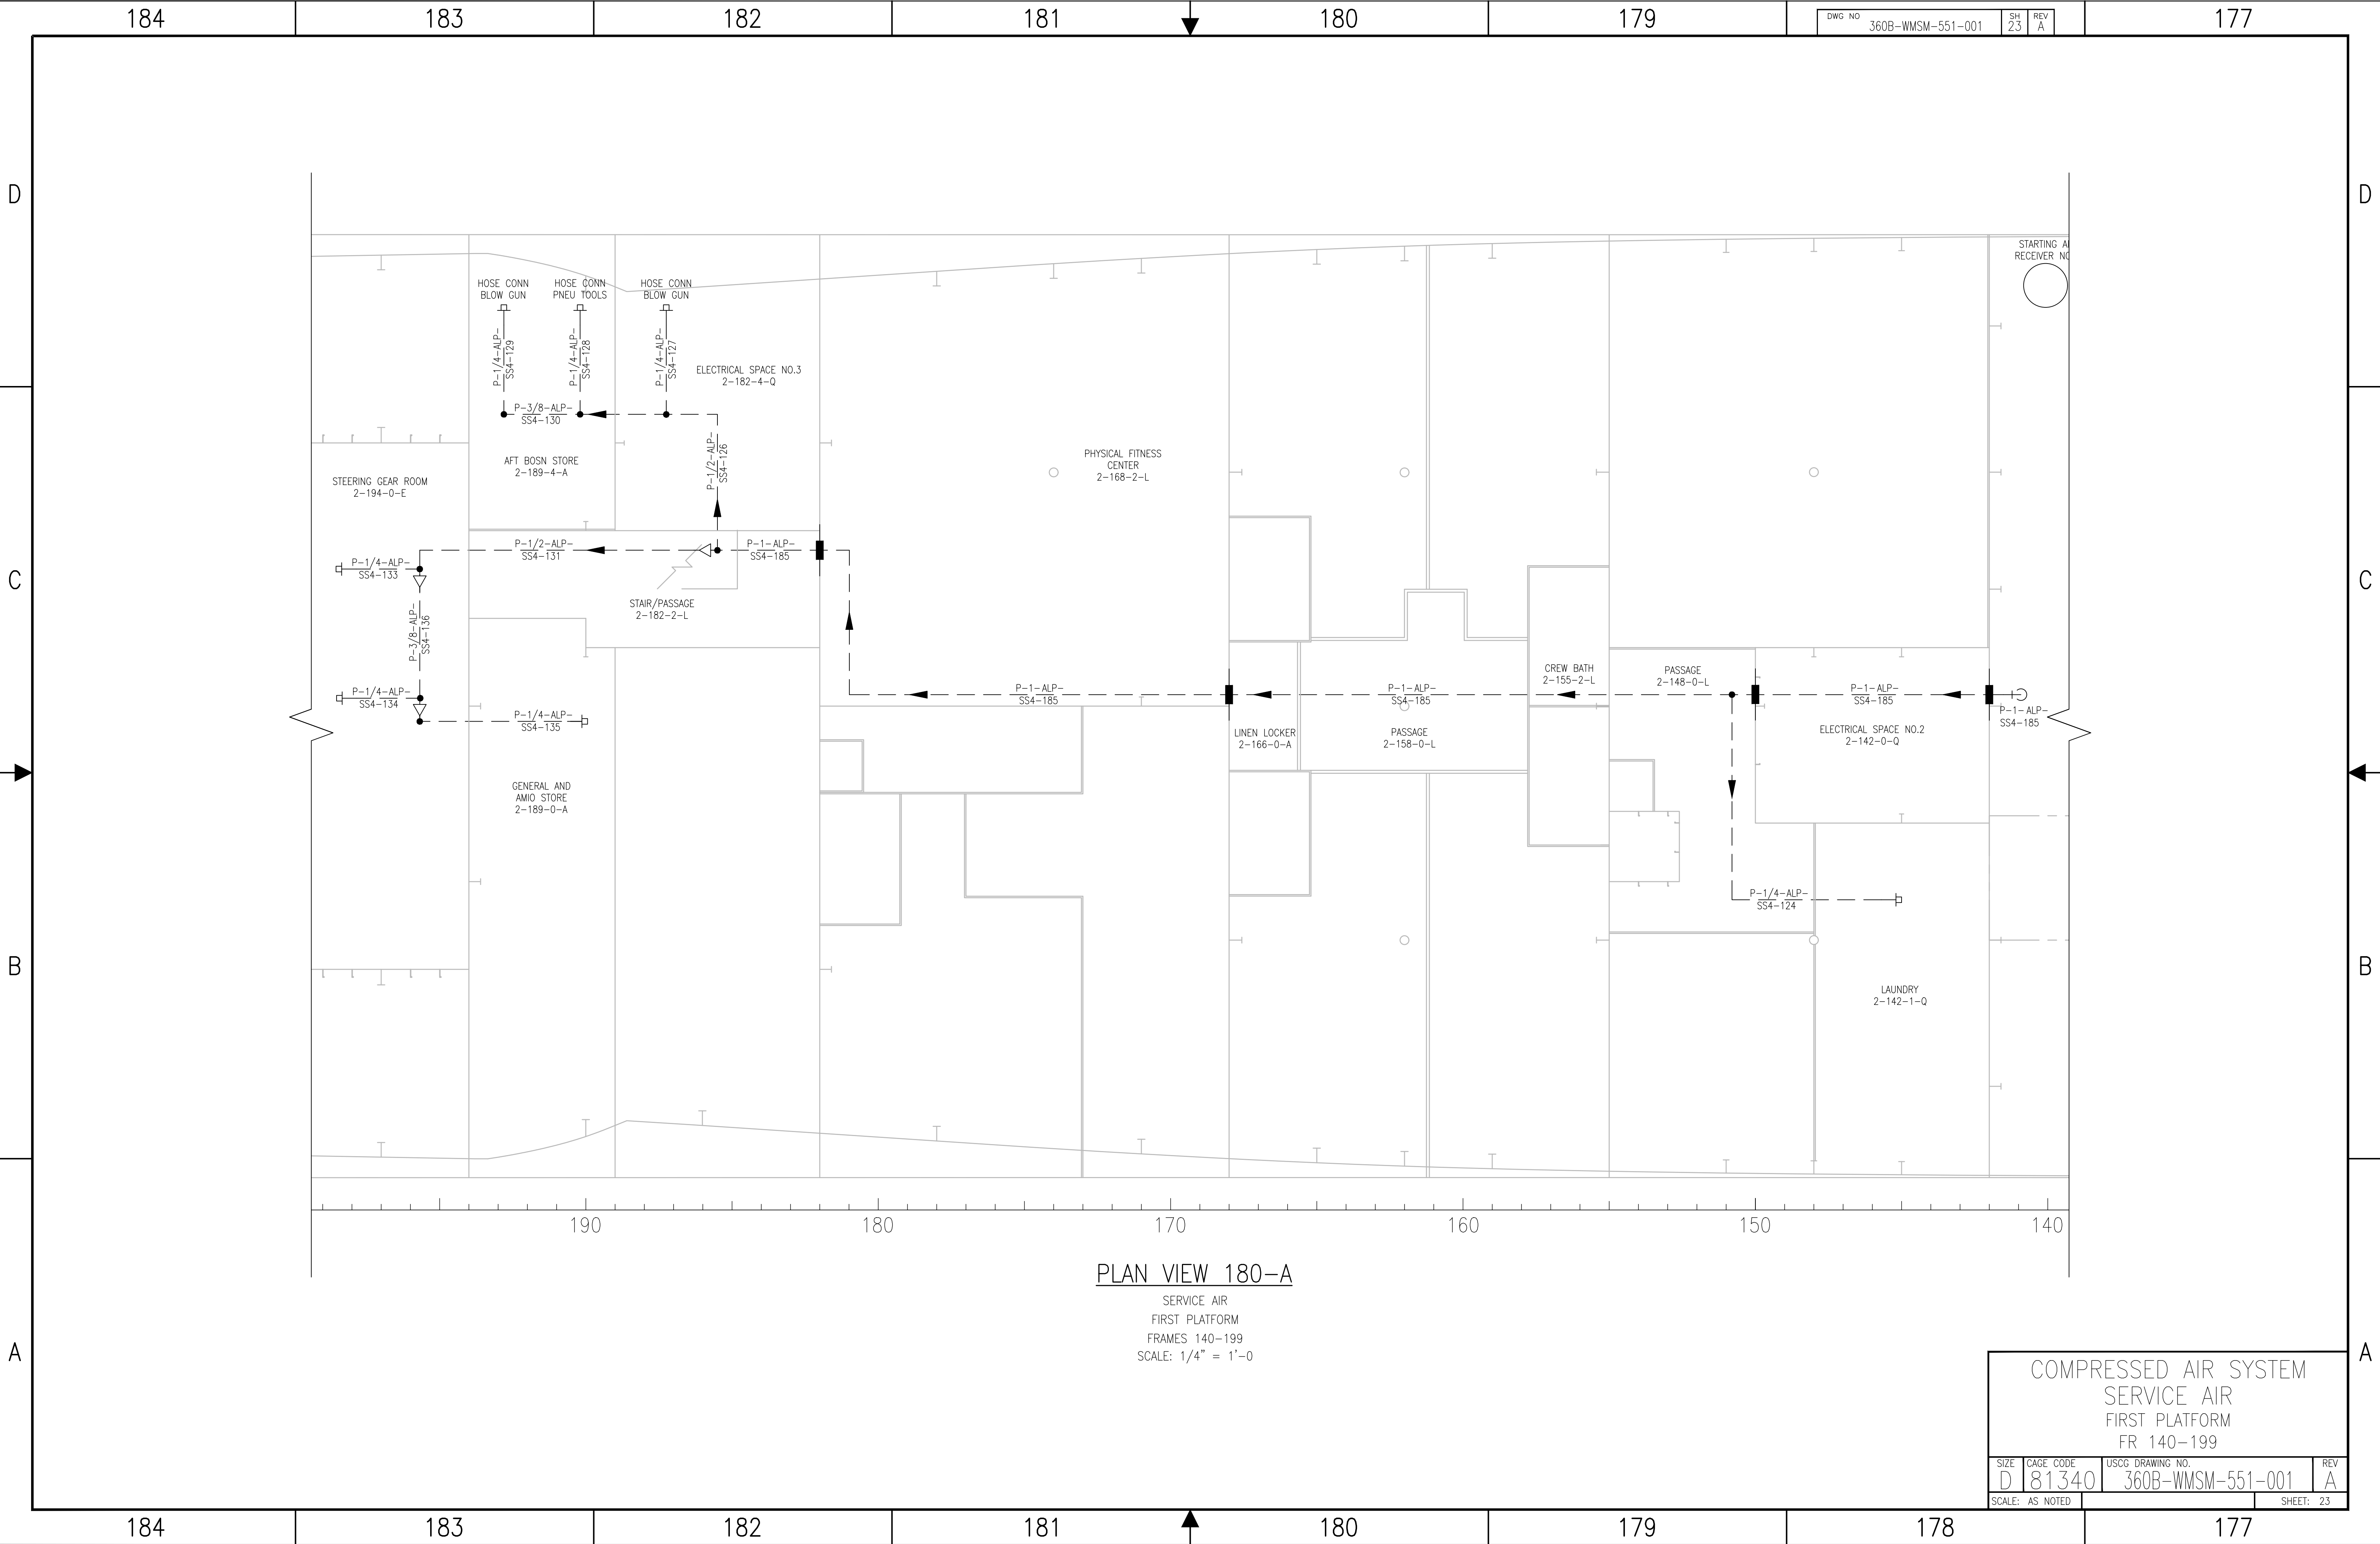 184 183 182 181 180 179 177
DWG NO
360B-WMSM-551-001
SH
23
REV
A
D
D
C
C
B
B
A
A
STARTING
RECEIVER
HOSE CONN
BLOW GUN
HOSE CONN
PNEU TOOLS
HOSE CONN
BLOW GUN
P-1/4-ALP-
SS4-129
P-1/4-ALP-
SS4-128
P-1/4-ALP-
SS4-127
ELECTRICAL SPACE NO.3
2-182-4-Q
P-3/8-ALP-
SS4-130
P-1/2-ALP-
SS4-126
AFT BOSN STORE
2-189-4-A
PHYSICAL FITNESS
CENTER
2-168-2-L
STEERING GEAR ROOM
2-194-0-E
P-1/2-ALP-
SS4-131
P-1-ALP-
SS4-185
P-1/4-ALP-
SS4-133
STAIR/PASSAGE
2-182-2-L
P-3/8-ALP-
SS4-136
P-1/4-ALP-
SS4-134
P-1/4-ALP-
SS4-135
P-1-ALP-
SS4-185
P-1-ALP-
SS4-185
CREW BATH
2-155-2-L
PASSAGE
2-148-0-L
P-1-ALP-
SS4-185
P-1-ALP-
SS4-185
LINEN LOCKER
2-166-0-A
PASSAGE
2-158-0-L
ELECTRICAL SPACE NO.2
2-142-0-Q
GENERAL AND
AMIO STORE
2-189-0-A
P-1/4-ALP-
SS4-124
LAUNDRY
2-142-1-Q
190 180 170 160 150 140
PLAN VIEW 180-A
SERVICE AIR
FIRST PLATFORM
FRAMES 140-199
SCALE: 1/4" = 1'-0
COMPRESSED AIR SYSTEM
SERVICE AIR
FIRST PLATFORM
FR 140-199
SIZE
D
CAGE CODE
81340
USCG DRAWING NO.
360B-WMSM-551-001
REV
A
SCALE: AS NOTED
SHEET: 23
184 183 182 181 180 179 178 177